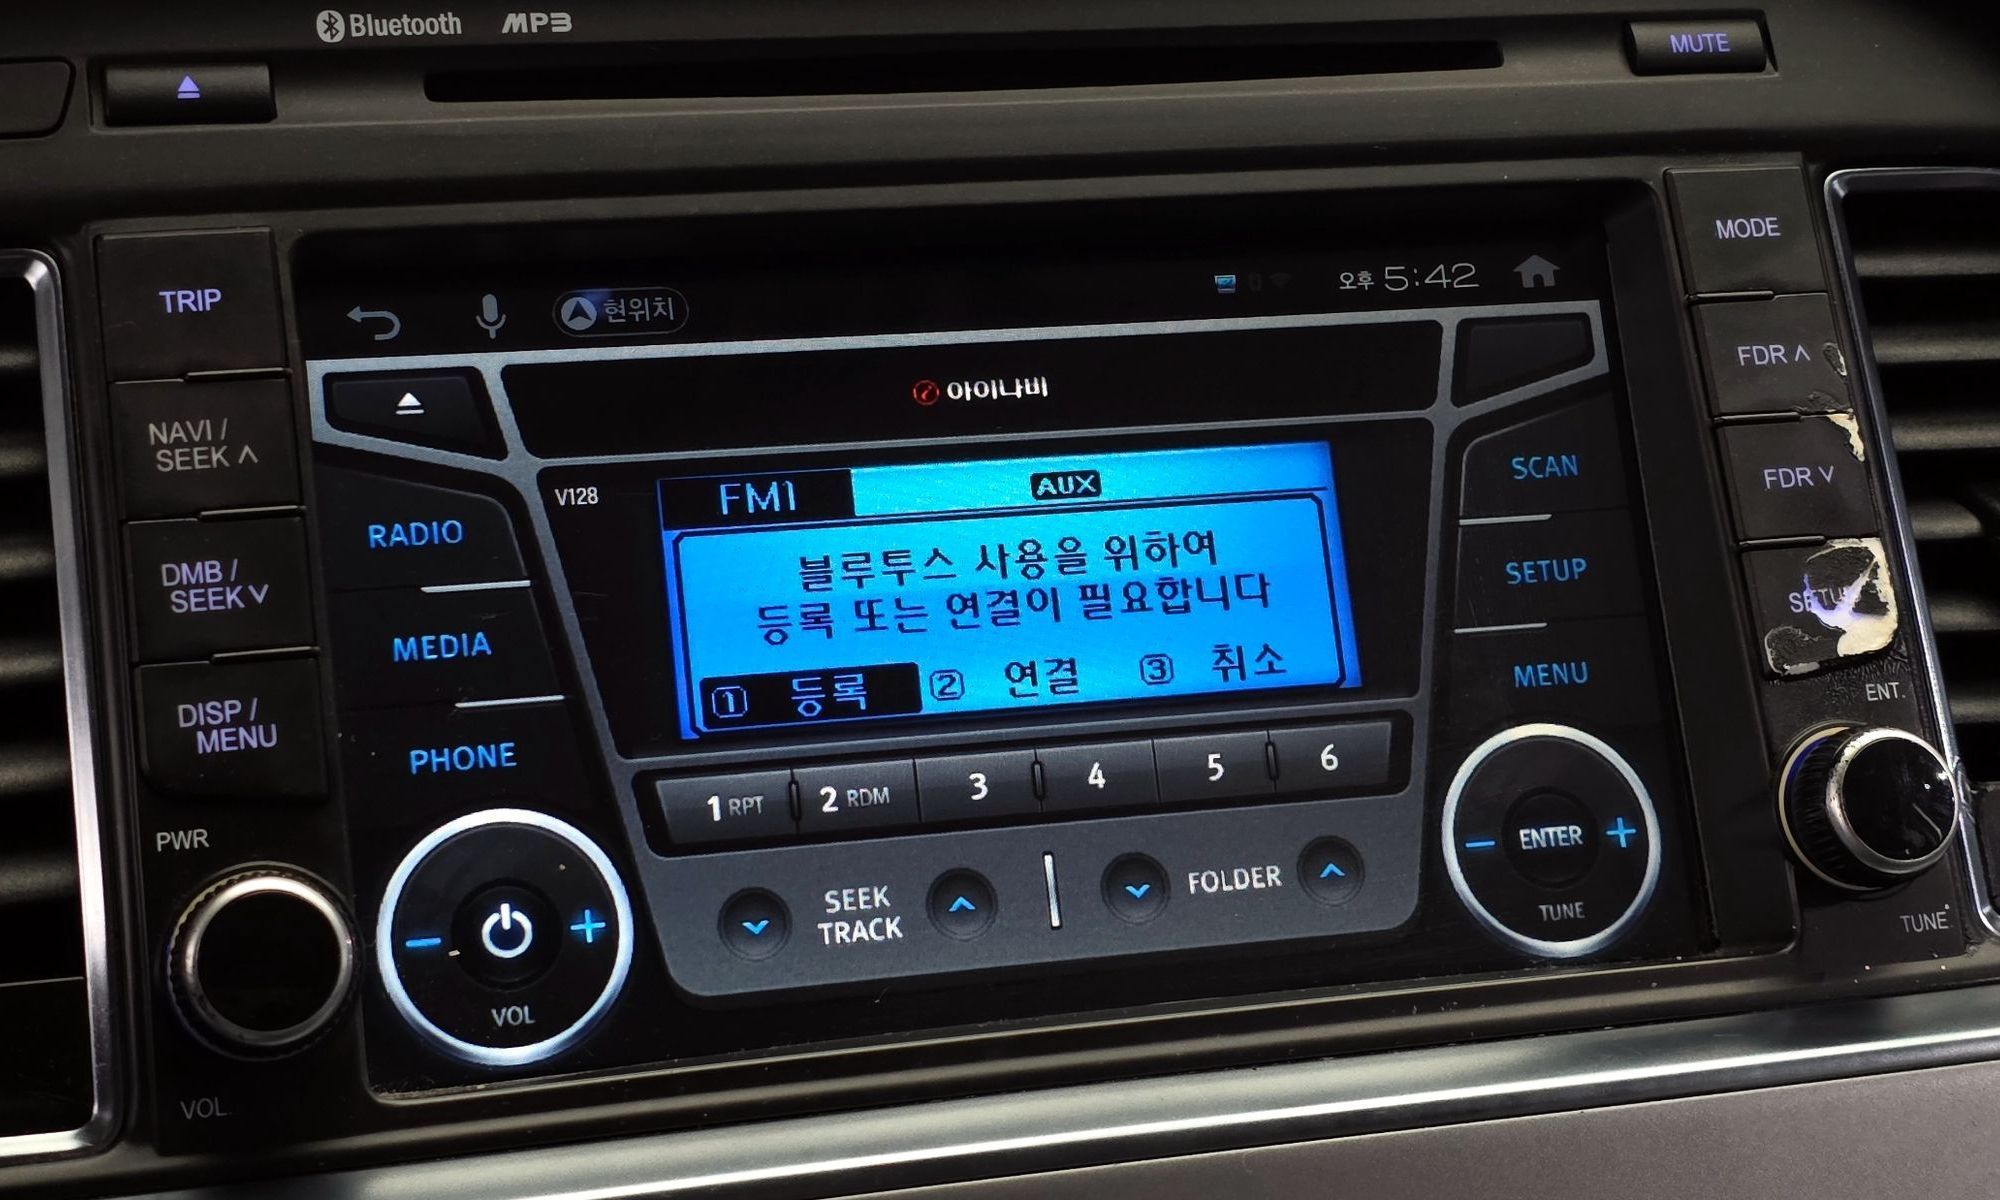 Bluetooth MP3
MUTE
TRIP
NAVI /
SEEK ∧
DMB /
SEEK ∨
DISP /
MENU
PWR
VOL
현위치
오후 5:42
아이나비
RADIO
MEDIA
PHONE
VOL
V128
FM1
AUX
블루투스 사용을 위하여
등록 또는 연결이 필요합니다
1 등록 2 연결 3 취소
1 RPT 2 RDM 3 4 5 6
SEEK
TRACK
FOLDER
SCAN
SETUP
MENU
ENTER
TUNE
MODE
FDR ∧
FDR ∨
SETUP
ENT.
TUNE